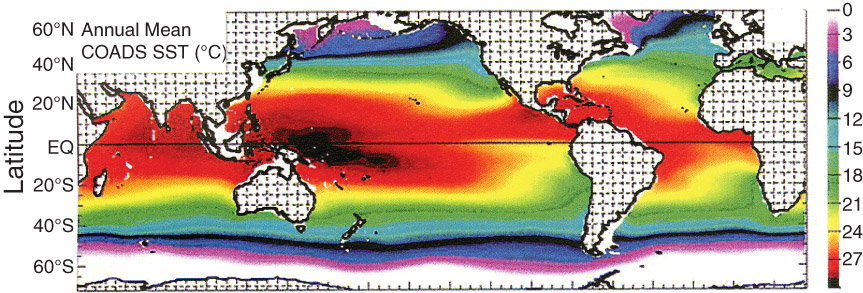 Annual Mean
COADS SST (°C)
Latitude
60°N
40°N
20°N
EQ
20°S
40°S
60°S
0
3
6
9
12
15
18
21
24
27